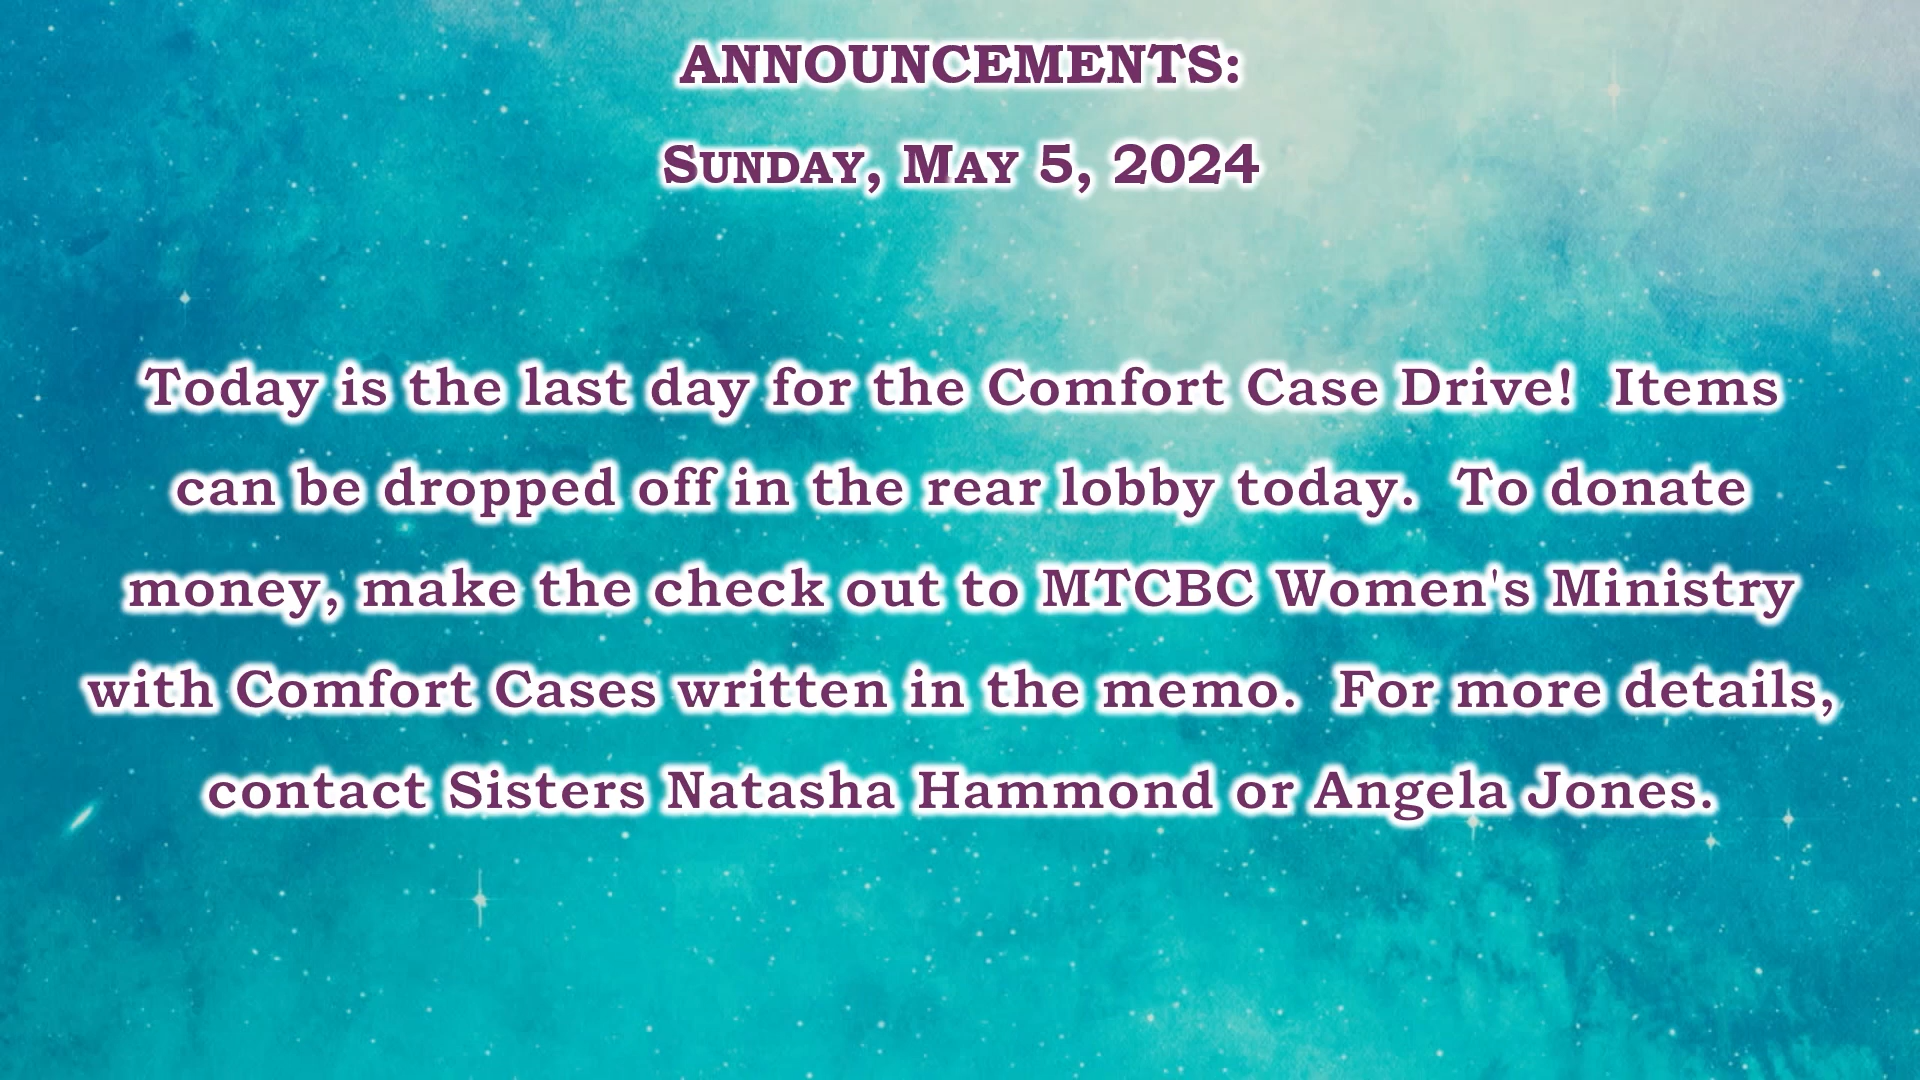 ANNOUNCEMENTS:
Sunday, May 5, 2024
Today is the last day for the Comfort Case Drive!  Items
can be dropped off in the rear lobby today.  To donate
money, make the check out to MTCBC Women's Ministry
with Comfort Cases written in the memo.  For more details,
contact Sisters Natasha Hammond or Angela Jones.